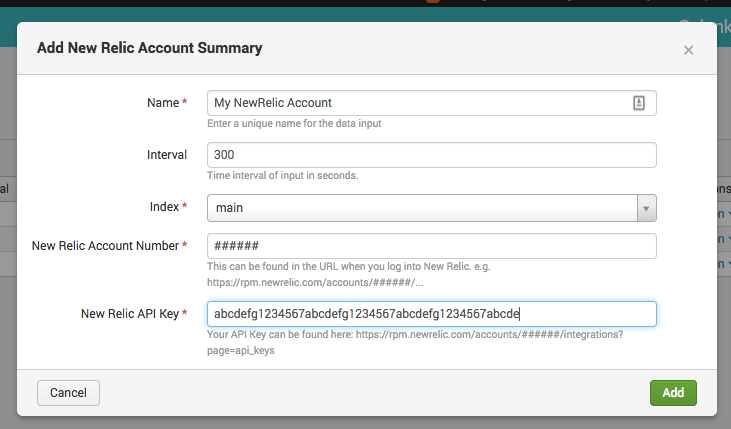 Add New Relic Account Summary ×
Name * My NewRelic Account
Enter a unique name for the data input
Interval 300
Time interval of input in seconds.
Index * main
New Relic Account Number * ######
This can be found in the URL when you log into New Relic. e.g.
https://rpm.newrelic.com/accounts/######/...
New Relic API Key * abcdefg1234567abcdefg1234567abcdefg1234567abcde
Your API Key can be found here: https://rpm.newrelic.com/accounts/######/integrations?
page=api_keys
Cancel Add